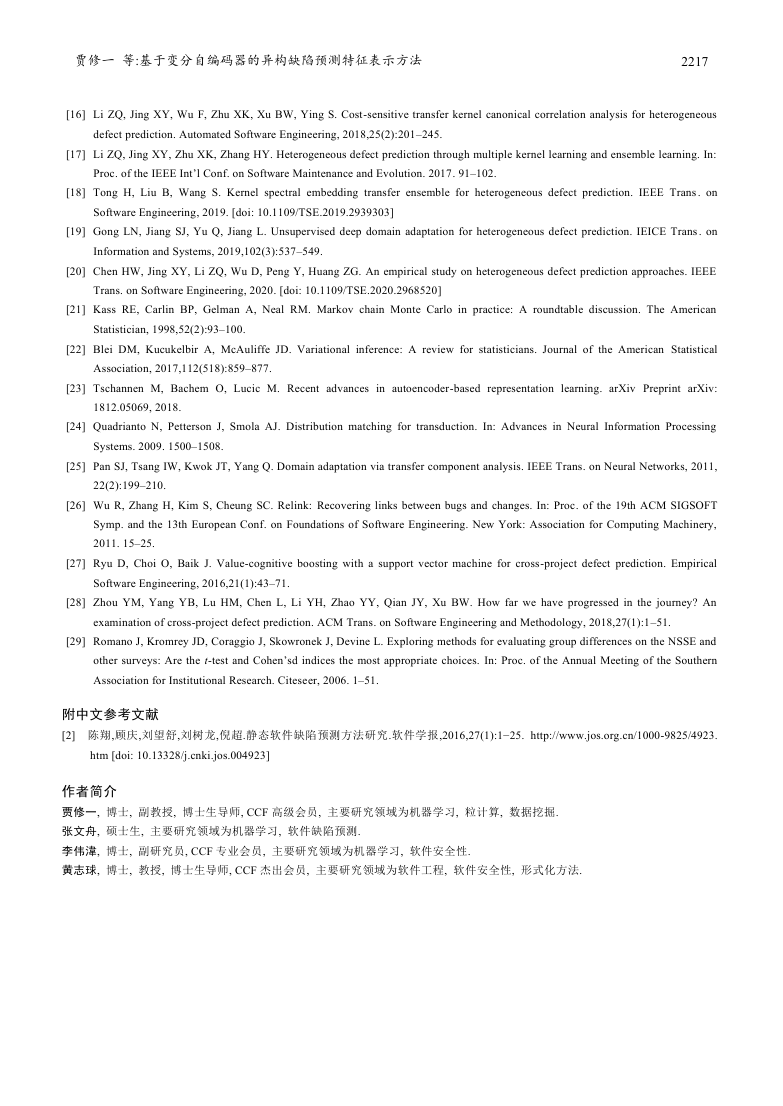 贾修一 等:基于变分自编码器的异构缺陷预测特征表示方法 2217
[16] Li ZQ, Jing XY, Wu F, Zhu XK, Xu BW, Ying S. Cost-sensitive transfer kernel canonical correlation analysis for heterogeneous
defect prediction. Automated Software Engineering, 2018,25(2):201–245.
[17] Li ZQ, Jing XY, Zhu XK, Zhang HY. Heterogeneous defect prediction through multiple kernel learning and ensemble learning. In:
Proc. of the IEEE Int'l Conf. on Software Maintenance and Evolution. 2017. 91–102.
[18] Tong H, Liu B, Wang S. Kernel spectral embedding transfer ensemble for heterogeneous defect prediction. IEEE Trans. on
Software Engineering, 2019. [doi: 10.1109/TSE.2019.2939303]
[19] Gong LN, Jiang SJ, Yu Q, Jiang L. Unsupervised deep domain adaptation for heterogeneous defect prediction. IEICE Trans. on
Information and Systems, 2019,102(3):537–549.
[20] Chen HW, Jing XY, Li ZQ, Wu D, Peng Y, Huang ZG. An empirical study on heterogeneous defect prediction approaches. IEEE
Trans. on Software Engineering, 2020. [doi: 10.1109/TSE.2020.2968520]
[21] Kass RE, Carlin BP, Gelman A, Neal RM. Markov chain Monte Carlo in practice: A roundtable discussion. The American
Statistician, 1998,52(2):93–100.
[22] Blei DM, Kucukelbir A, McAuliffe JD. Variational inference: A review for statisticians. Journal of the American Statistical
Association, 2017,112(518):859–877.
[23] Tschannen M, Bachem O, Lucic M. Recent advances in autoencoder-based representation learning. arXiv Preprint arXiv:
1812.05069, 2018.
[24] Quadrianto N, Petterson J, Smola AJ. Distribution matching for transduction. In: Advances in Neural Information Processing
Systems. 2009. 1500–1508.
[25] Pan SJ, Tsang IW, Kwok JT, Yang Q. Domain adaptation via transfer component analysis. IEEE Trans. on Neural Networks, 2011,
22(2):199–210.
[26] Wu R, Zhang H, Kim S, Cheung SC. Relink: Recovering links between bugs and changes. In: Proc. of the 19th ACM SIGSOFT
Symp. and the 13th European Conf. on Foundations of Software Engineering. New York: Association for Computing Machinery,
2011. 15–25.
[27] Ryu D, Choi O, Baik J. Value-cognitive boosting with a support vector machine for cross-project defect prediction. Empirical
Software Engineering, 2016,21(1):43–71.
[28] Zhou YM, Yang YB, Lu HM, Chen L, Li YH, Zhao YY, Qian JY, Xu BW. How far we have progressed in the journey? An
examination of cross-project defect prediction. ACM Trans. on Software Engineering and Methodology, 2018,27(1):1–51.
[29] Romano J, Kromrey JD, Coraggio J, Skowronek J, Devine L. Exploring methods for evaluating group differences on the NSSE and
other surveys: Are the t-test and Cohen'sd indices the most appropriate choices. In: Proc. of the Annual Meeting of the Southern
Association for Institutional Research. Citeseer, 2006. 1–51.
附中文参考文献
[2] 陈翔,顾庆,刘望舒,刘树龙,倪超.静态软件缺陷预测方法研究.软件学报,2016,27(1):1−25. http://www.jos.org.cn/1000-9825/4923.
htm [doi: 10.13328/j.cnki.jos.004923]
作者简介
贾修一, 博士, 副教授, 博士生导师, CCF 高级会员, 主要研究领域为机器学习, 粒计算, 数据挖掘.
张文舟, 硕士生, 主要研究领域为机器学习, 软件缺陷预测.
李伟湋, 博士, 副研究员, CCF 专业会员, 主要研究领域为机器学习, 软件安全性.
黄志球, 博士, 教授, 博士生导师, CCF 杰出会员, 主要研究领域为软件工程, 软件安全性, 形式化方法.